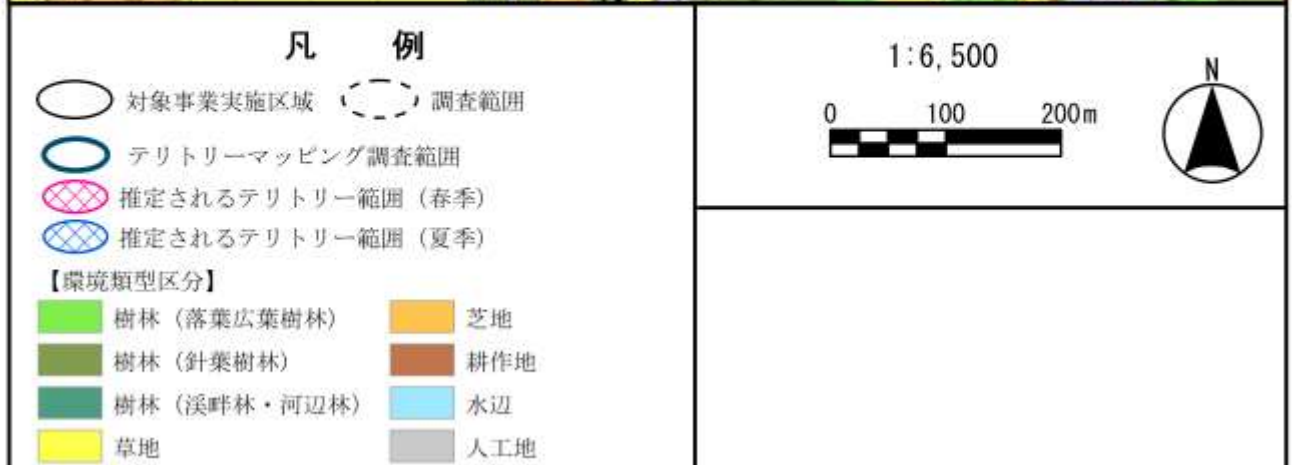 凡 例
対象事業実施区域 調査範囲
テリトリーマッピング調査範囲
推定されるテリトリー範囲（春季）
推定されるテリトリー範囲（夏季）
【環境類型区分】
樹林（落葉広葉樹林） 芝地
樹林（針葉樹林） 耕作地
樹林（渓畔林・河辺林） 水辺
草地 人工地
1:6,500
0 100 200m
N